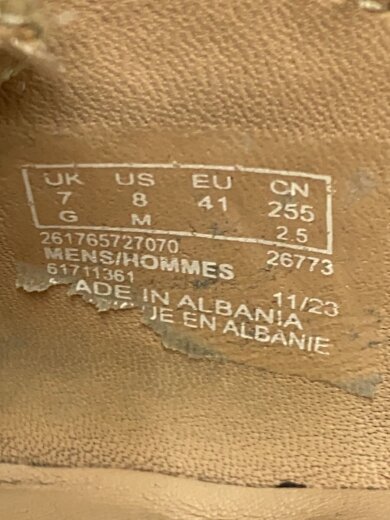 UK US EU CN
7 8 41 255
G M 2.5
261765727070 26773
MENS/HOMMES
61711361 11/23
ADE IN ALBANIA
UE EN ALBANIE